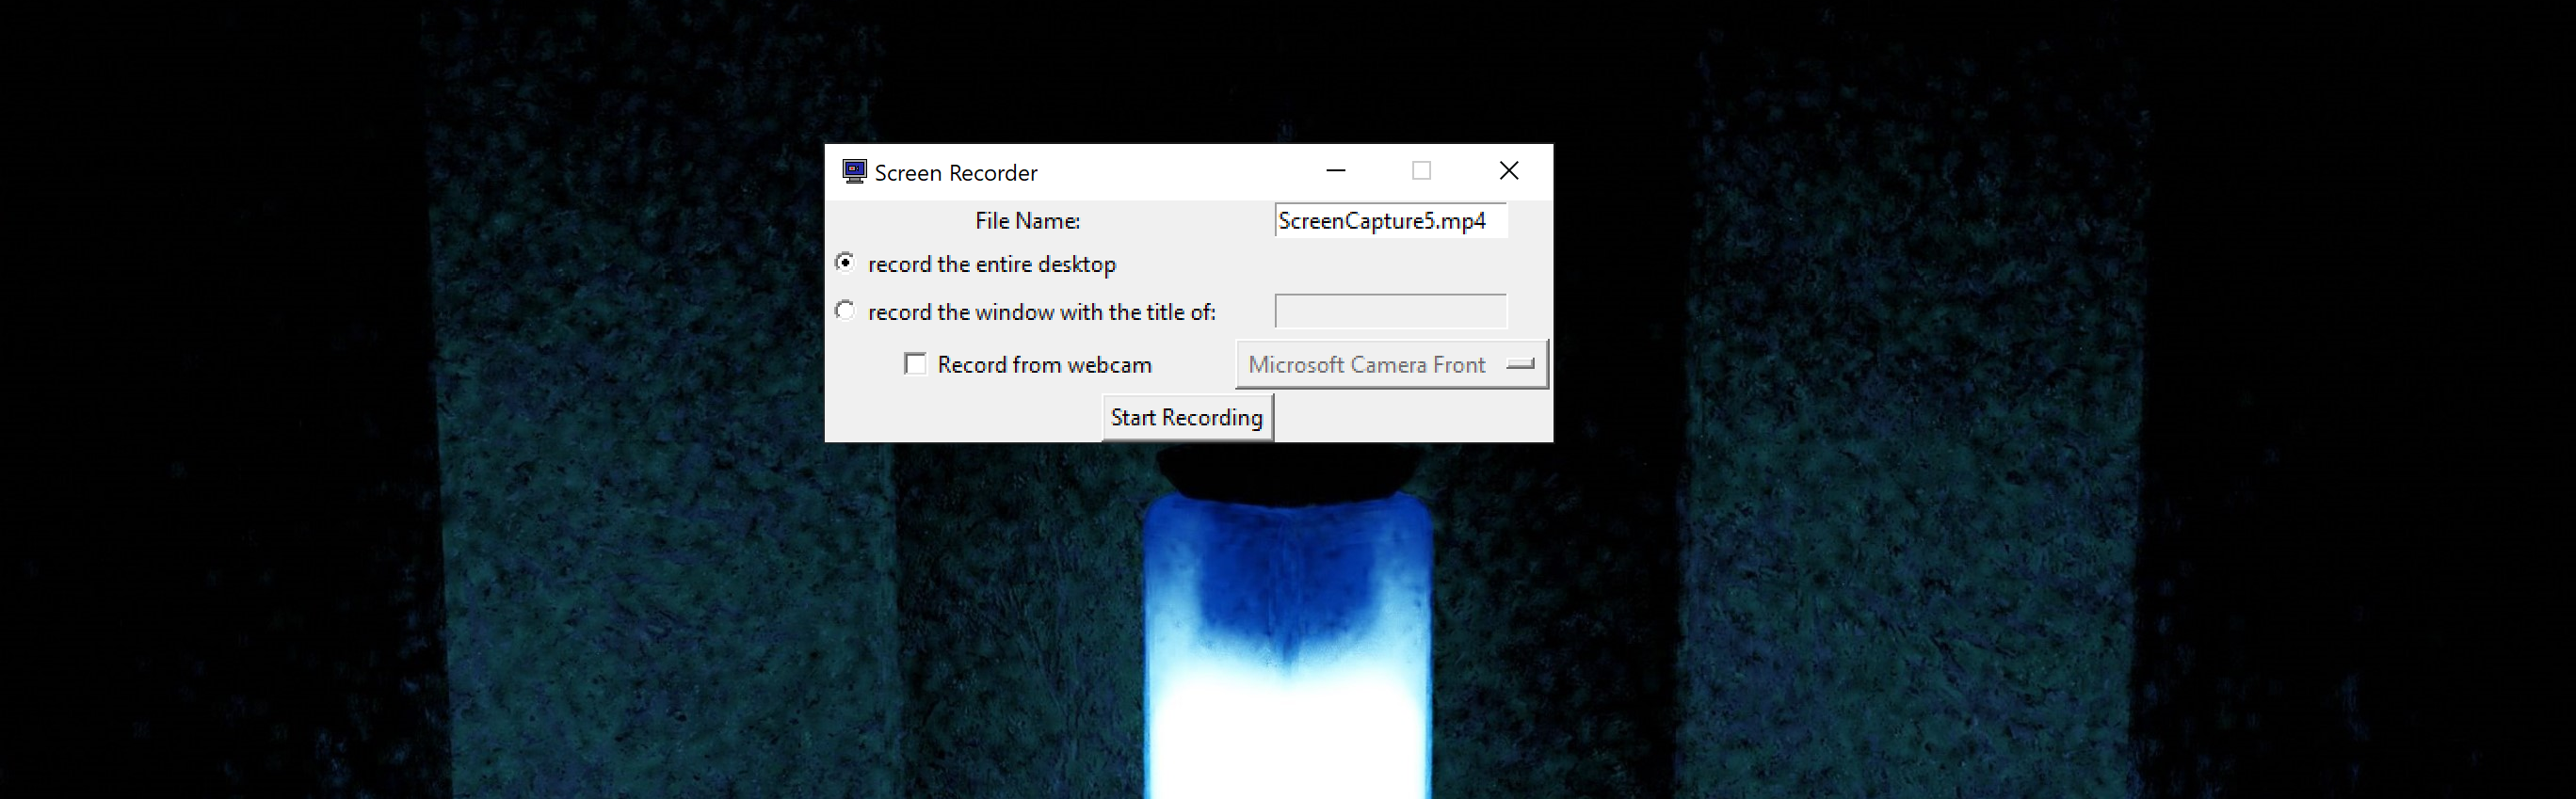 Screen Recorder
File Name: ScreenCapture5.mp4
record the entire desktop
record the window with the title of:
Record from webcam Microsoft Camera Front
Start Recording